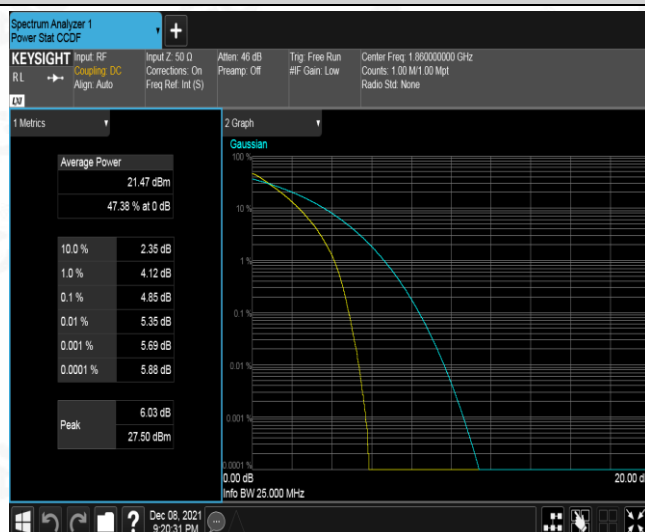 Spectrum Analyzer 1
Power Stat CCDF
+
KEYSIGHT
RL
LXI
Input: RF
Coupling: DC
Align: Auto
Input Z: 50 Ω
Corrections: On
Freq Ref: Int (S)
Atten: 46 dB
Preamp: Off
Trig: Free Run
#IF Gain: Low
Center Freq: 1.860000000 GHz
Counts: 1.00 M/1.00 Mpt
Radio Std: None
1 Metrics
Average Power
21.47 dBm
47.38 % at 0 dB
10.0 % 2.35 dB
1.0 % 4.12 dB
0.1 % 4.85 dB
0.01 % 5.35 dB
0.001 % 5.69 dB
0.0001 % 5.88 dB
Peak
6.03 dB
27.50 dBm
2 Graph
Gaussian
100 %
10 %
1 %
0.1 %
0.01 %
0.001 %
0.0001 %
0.00 dB
20.00 d
Info BW 25.000 MHz
?
Dec 08, 2021
9:20:31 PM